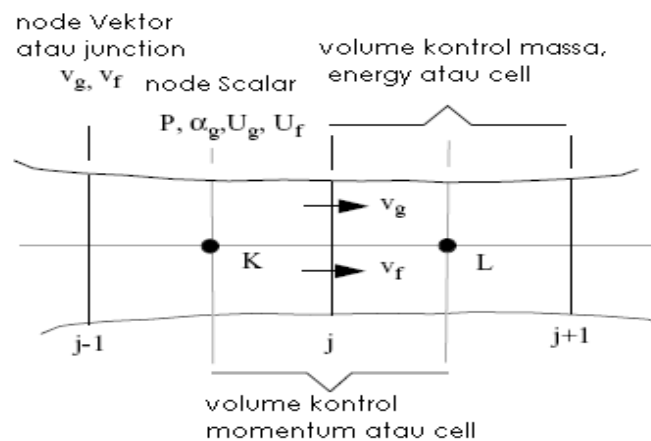 node Vektor
atau junction
vg, vf
node Scalar
P, αg,Ug, Uf
volume kontrol massa,
energy atau cell
vg
K
vf
L
j-1
j
j+1
volume kontrol
momentum atau cell